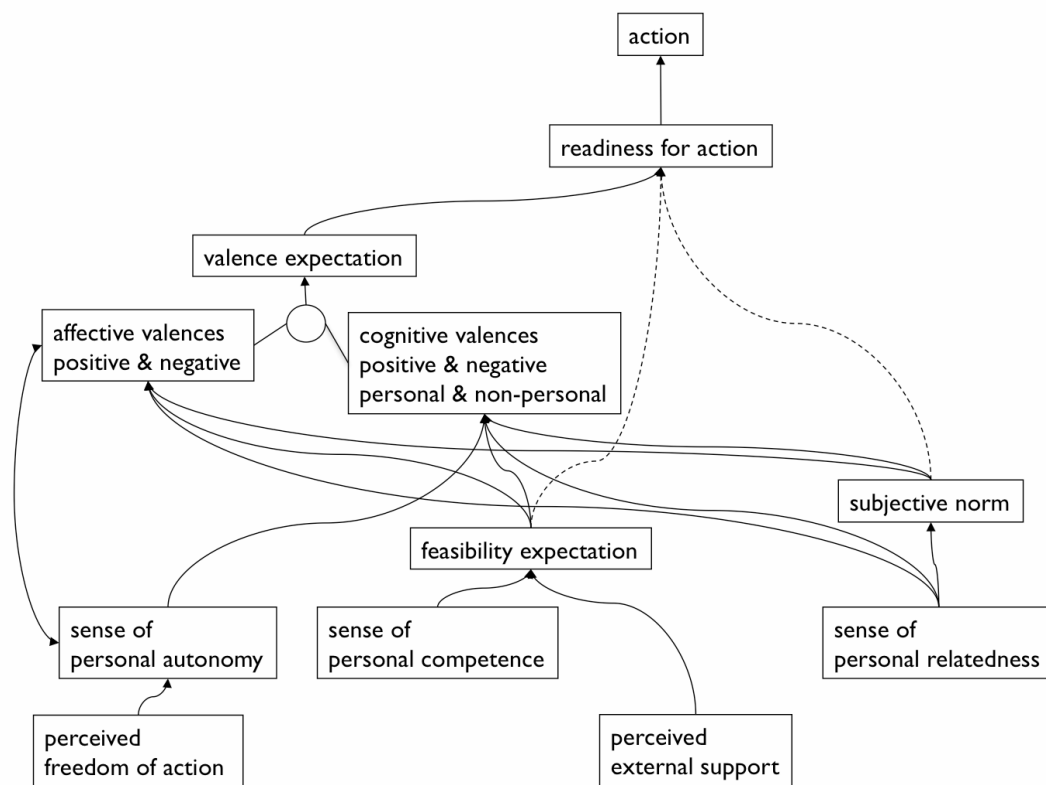 action
readiness for action
valence expectation
affective valences
positive & negative
cognitive valences
positive & negative
personal & non-personal
subjective norm
feasibility expectation
sense of
personal autonomy
sense of
personal competence
sense of
personal relatedness
perceived
freedom of action
perceived
external support